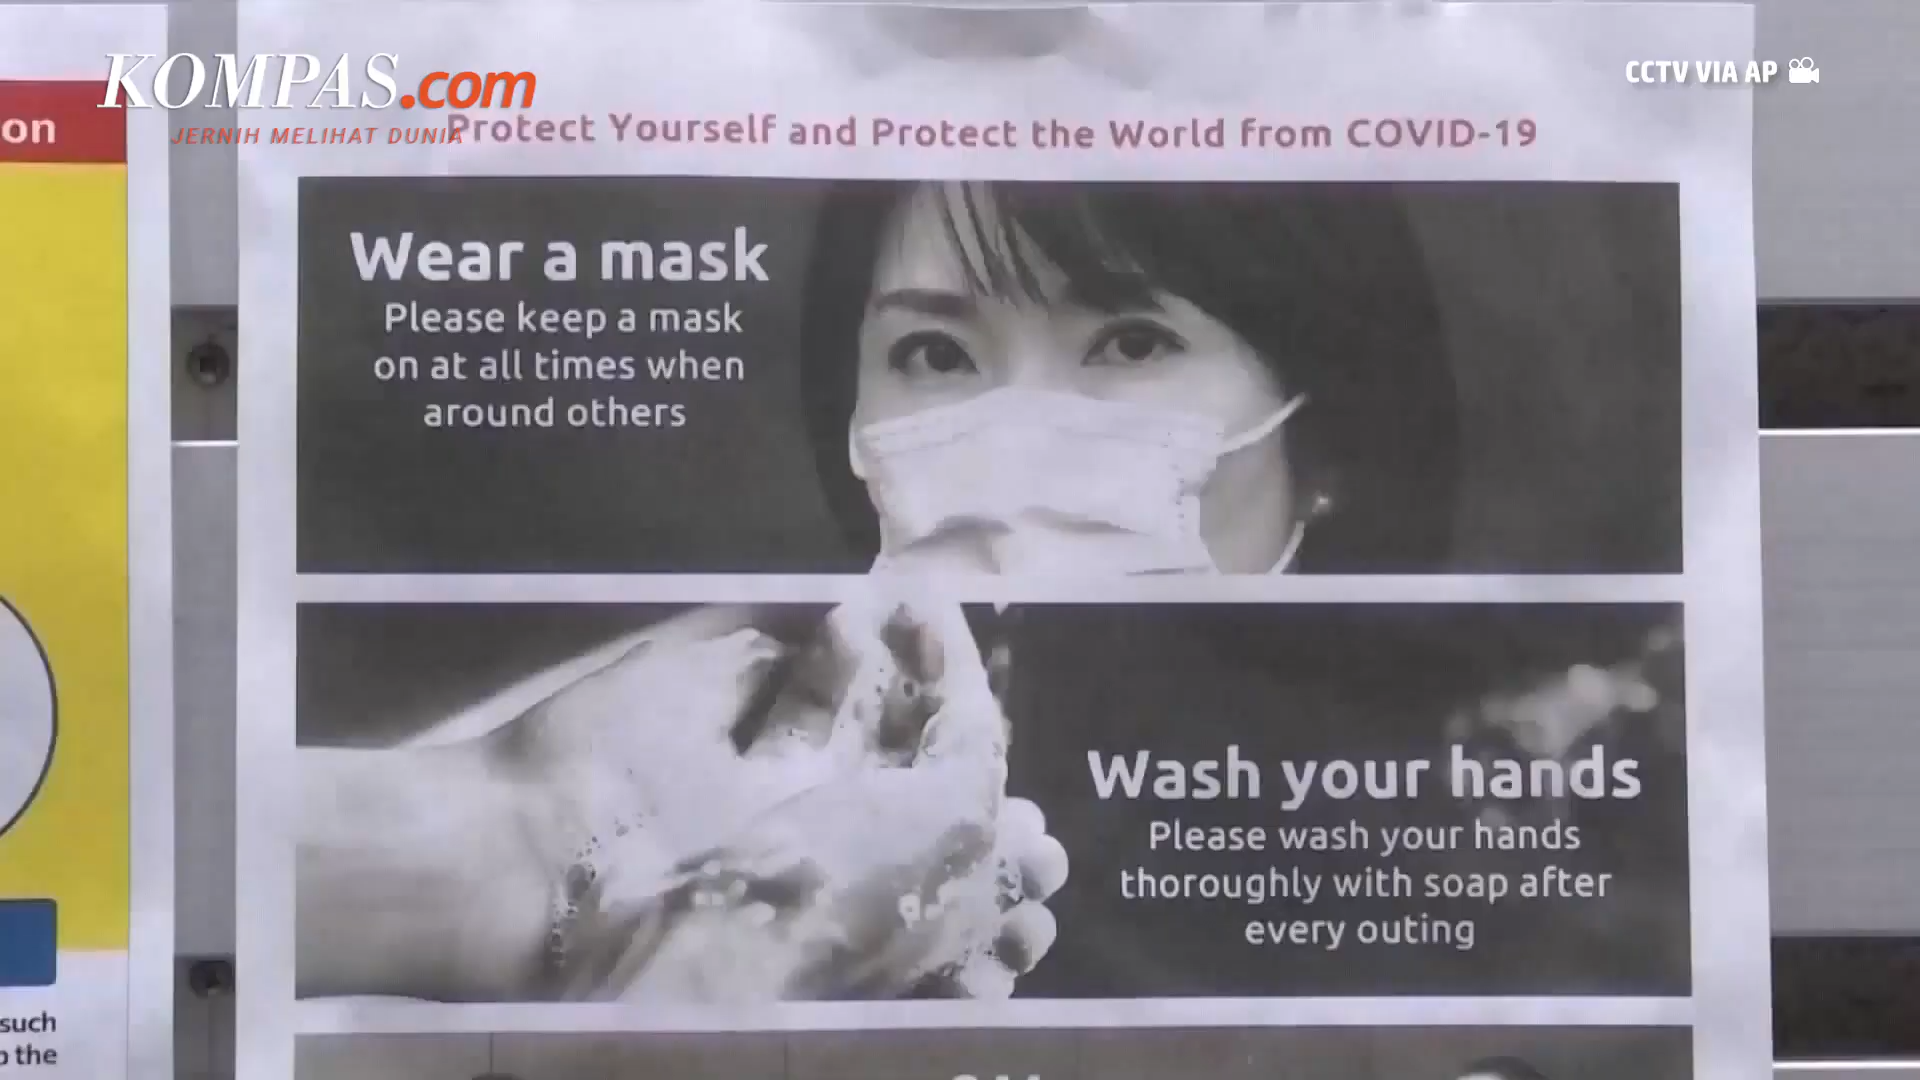 KOMPAS.com
JERNIH MELIHAT DUNIA
CCTV VIA AP
on
Protect Yourself and Protect the World from COVID-19
Wear a mask
Please keep a mask
on at all times when
around others
Wash your hands
Please wash your hands
thoroughly with soap after
every outing
such
the